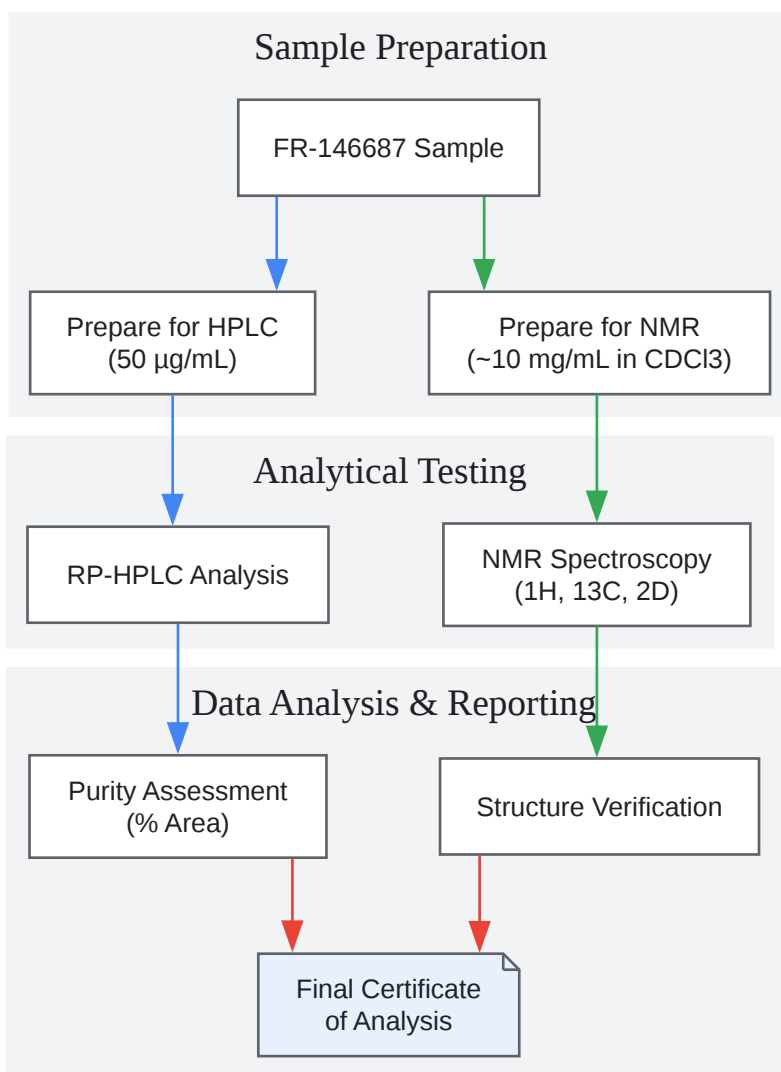 Sample Preparation
FR-146687 Sample
Prepare for HPLC
(50 µg/mL)
Prepare for NMR
(~10 mg/mL in CDCl3)
Analytical Testing
RP-HPLC Analysis
NMR Spectroscopy
(1H, 13C, 2D)
Data Analysis & Reporting
Purity Assessment
(% Area)
Structure Verification
Final Certificate
of Analysis